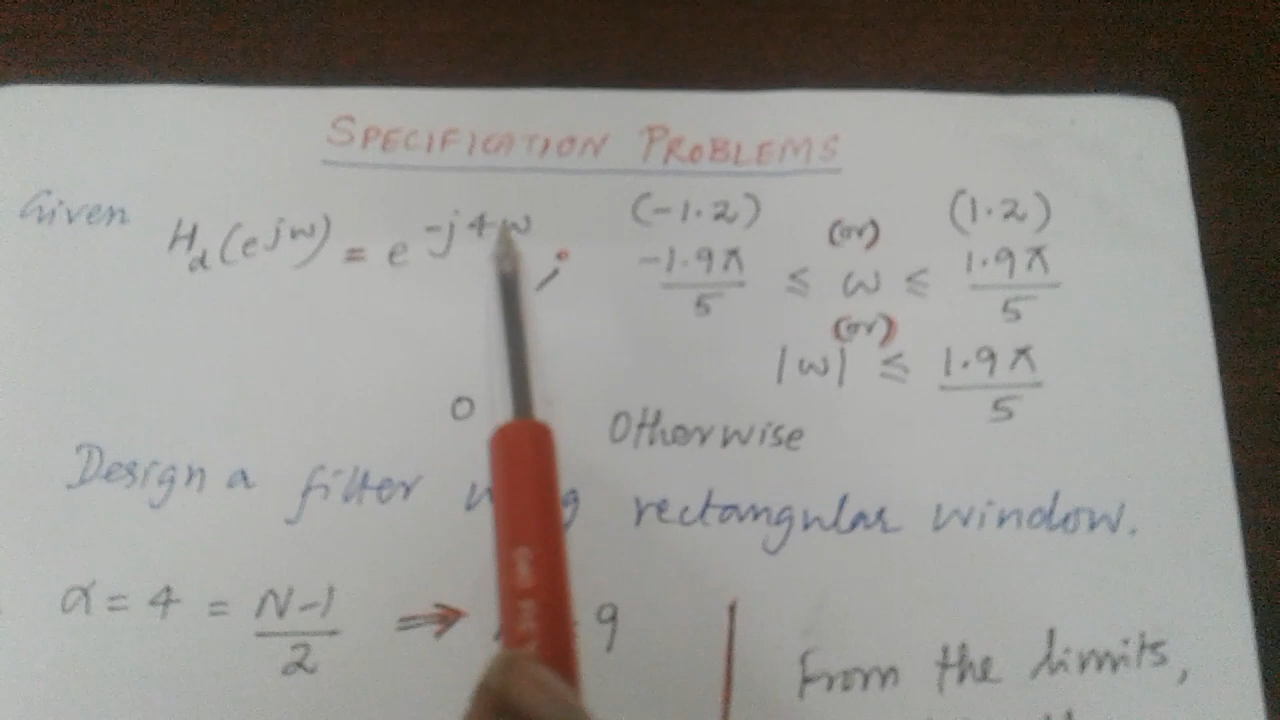 SPECIFICATION PROBLEMS
Given H_d(e^{jω}) = e^{-j4ω} ; (-1.2) (or) (1.2)
-1.9π/5 ≤ ω ≤ 1.9π/5
(or)
|ω| ≤ 1.9π/5
0 Otherwise
Design a filter rectangular window.
α = 4 = N-1/2 ⇒ 9
From the limits,